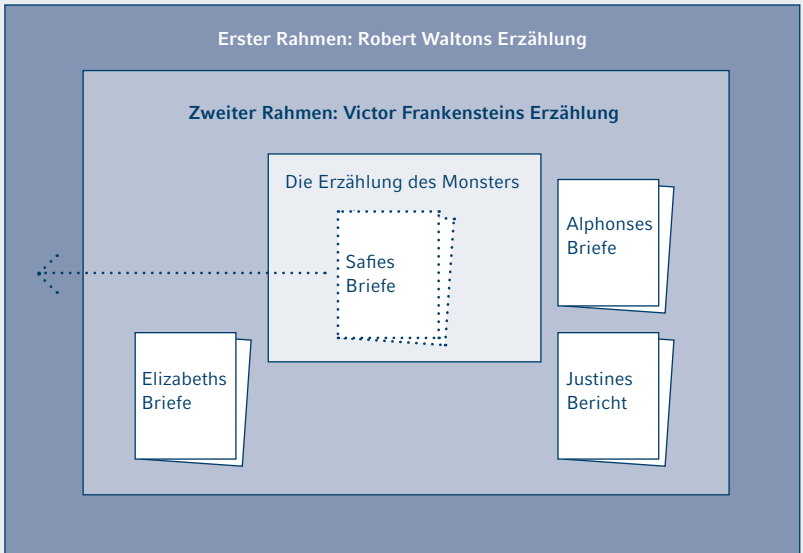 Erster Rahmen: Robert Waltons Erzählung
Zweiter Rahmen: Victor Frankensteins Erzählung
Die Erzählung des Monsters
Safies
Briefe
Alphonses
Briefe
Elizabeths
Briefe
Justines
Bericht